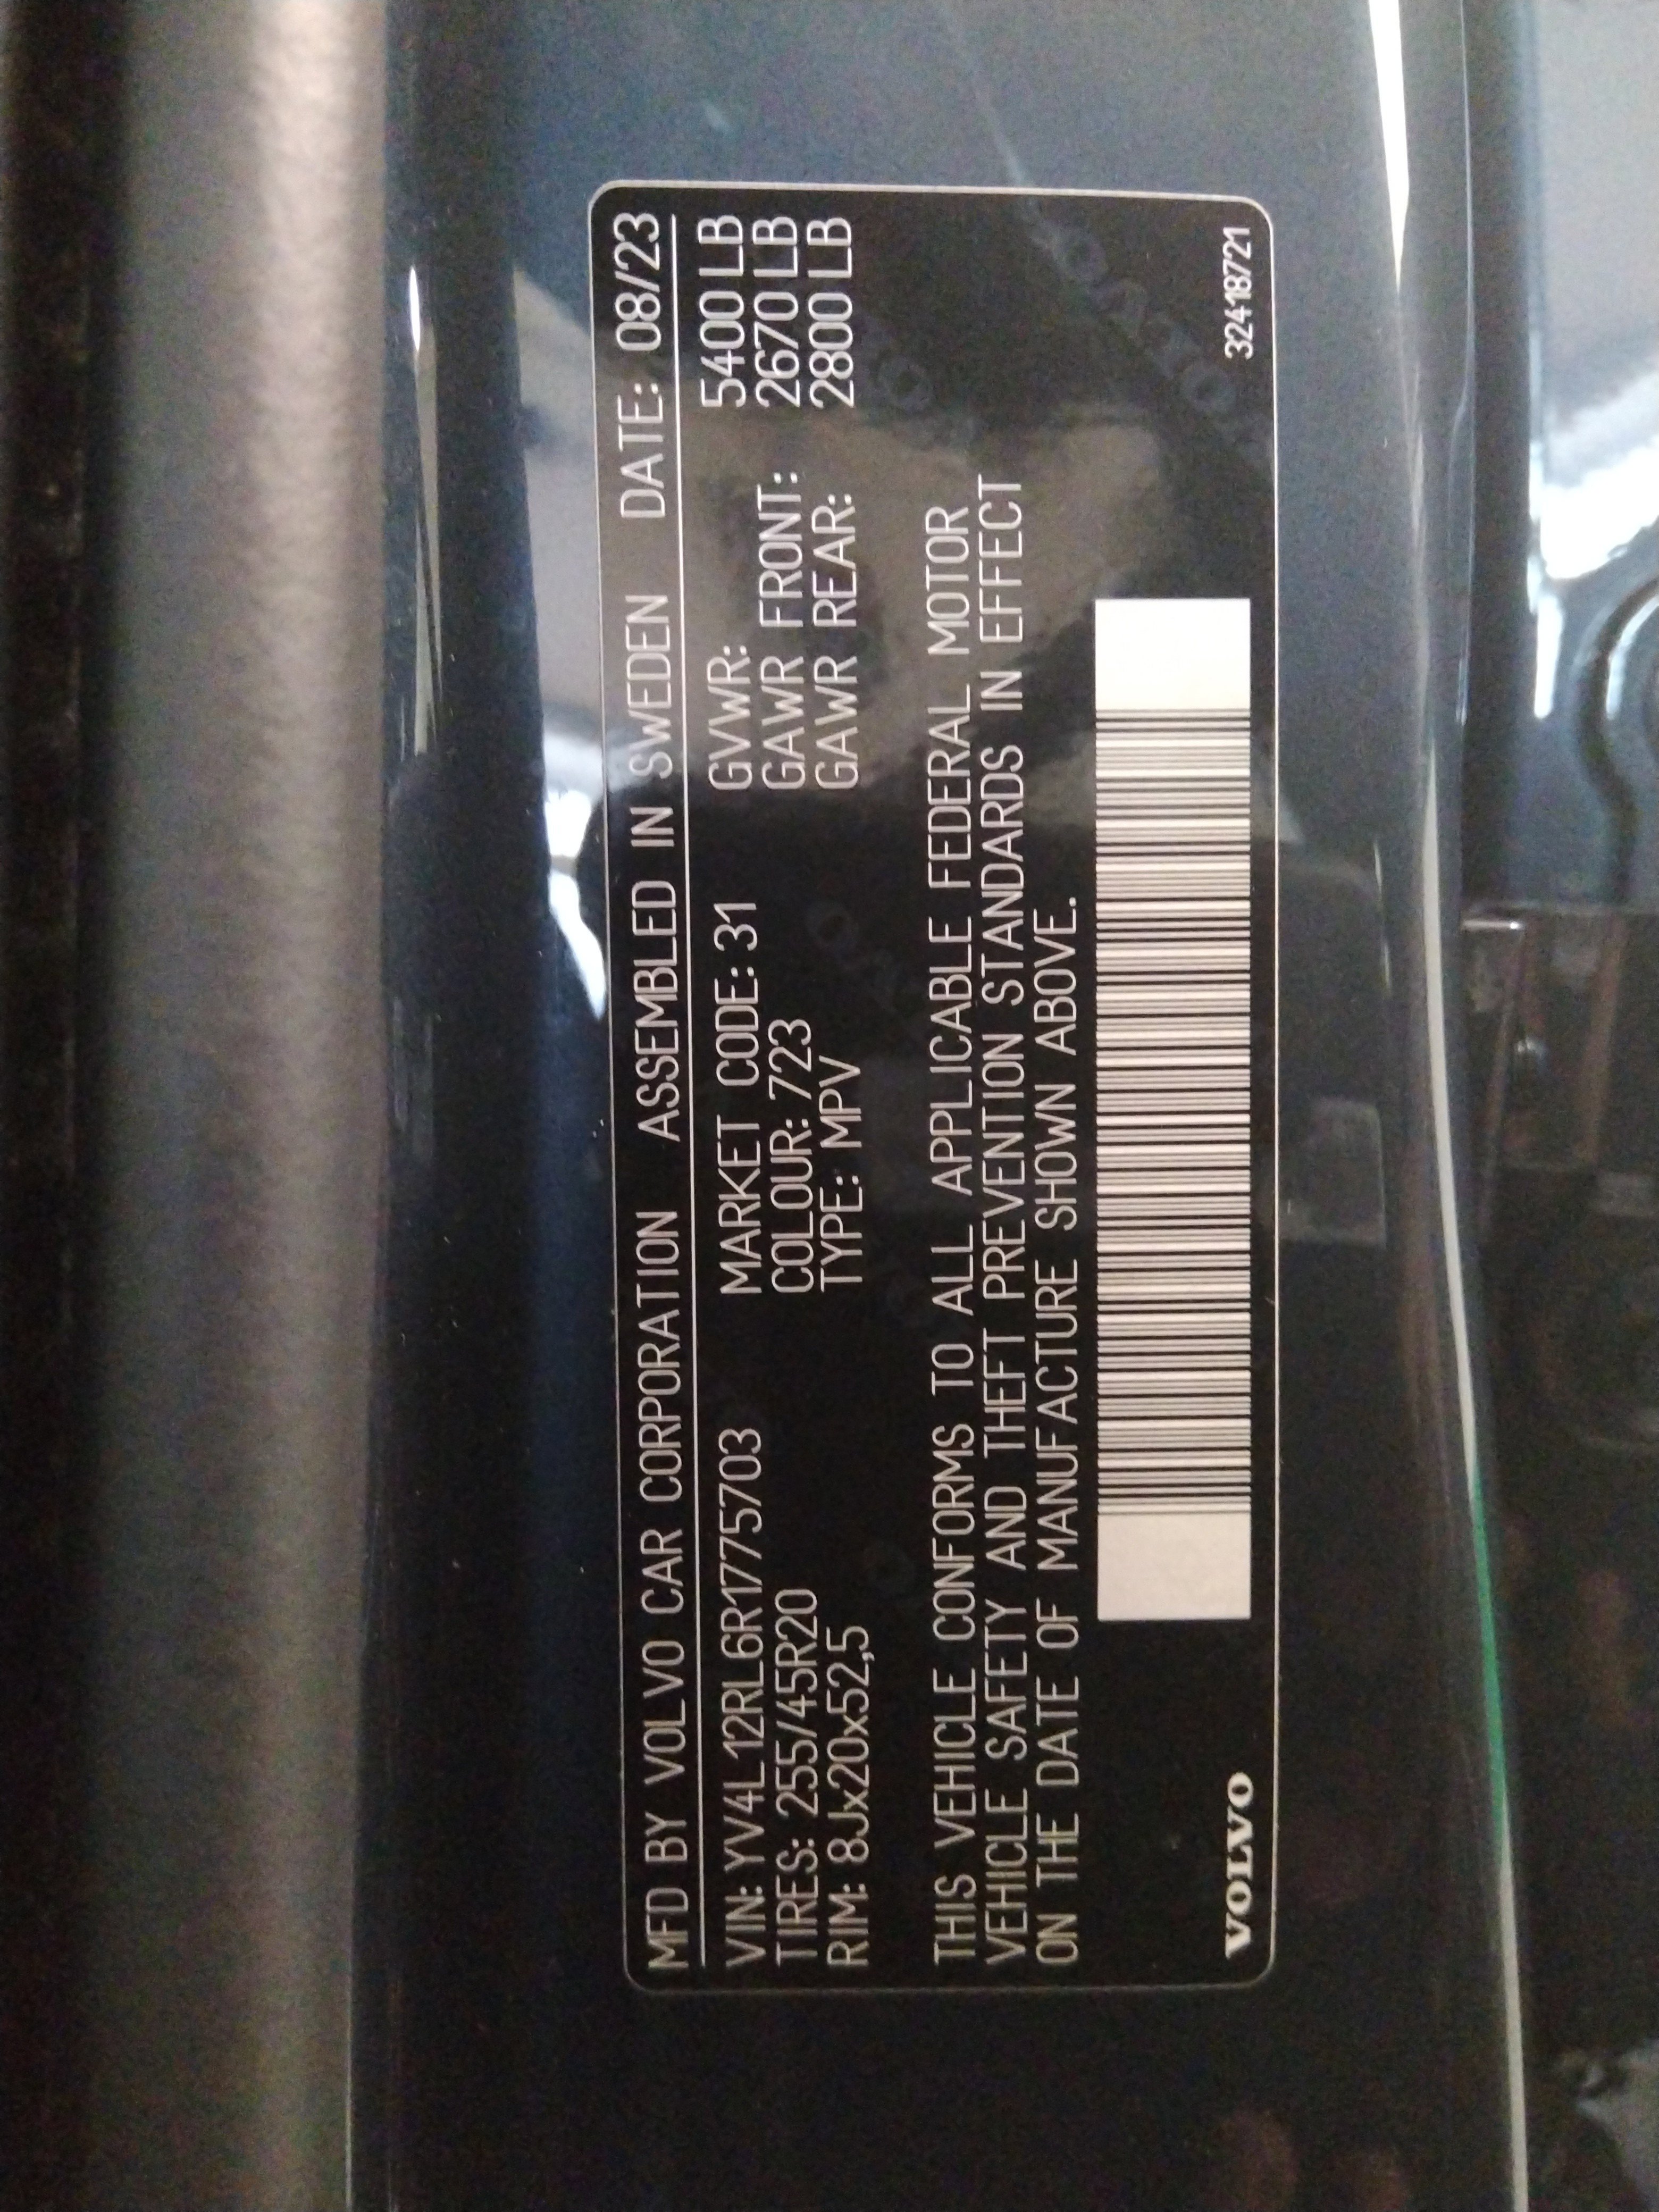 MFD BY VOLVO CAR CORPORATION ASSEMBLED IN SWEDEN DATE: 08/23
VIN: YV4L12RL6R1775703 MARKET CODE: 31 GVWR: 5400 LB
TIRES: 255/45R20 COLOUR: 723 GAWR FRONT: 2670 LB
RIM: 8Jx20x52,5 TYPE: MPV GAWR REAR: 2800 LB
THIS VEHICLE CONFORMS TO ALL APPLICABLE FEDERAL MOTOR
VEHICLE SAFETY AND THEFT PREVENTION STANDARDS IN EFFECT
ON THE DATE OF MANUFACTURE SHOWN ABOVE.
VOLVO 32418721